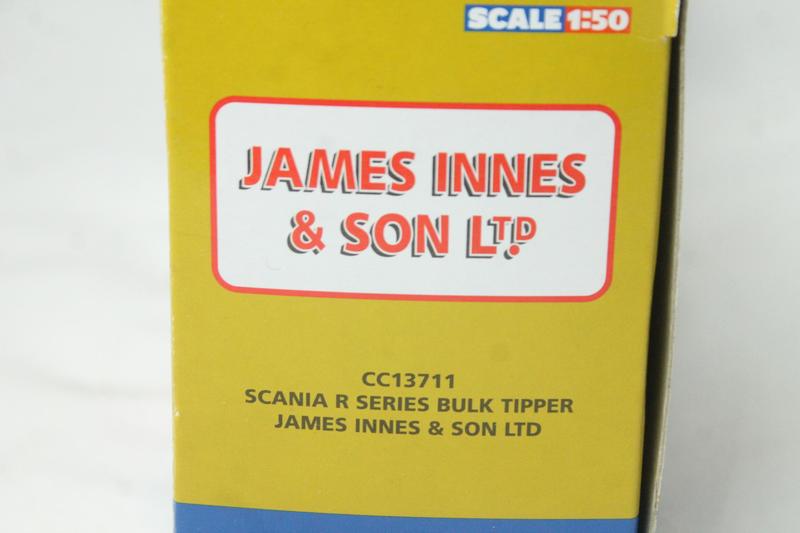 SCALE 1:50
JAMES INNES
& SON LTD.
CC13711
SCANIA R SERIES BULK TIPPER
JAMES INNES & SON LTD